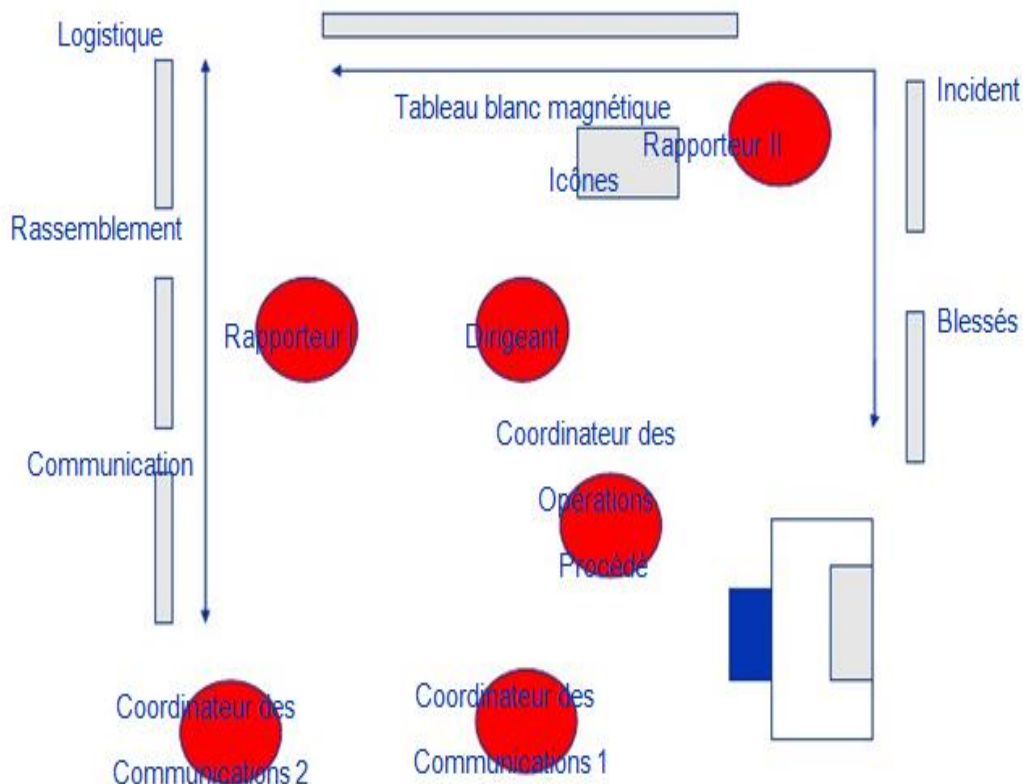 Logistique
Incident
Tableau blanc magnétique
Rapporteur II
Icônes
Rassemblement
Blessés
Rapporteur I
Dirigeant
Coordinateur des
Opérations
Procédé
Communication
Coordinateur des
Communications 2
Coordinateur des
Communications 1